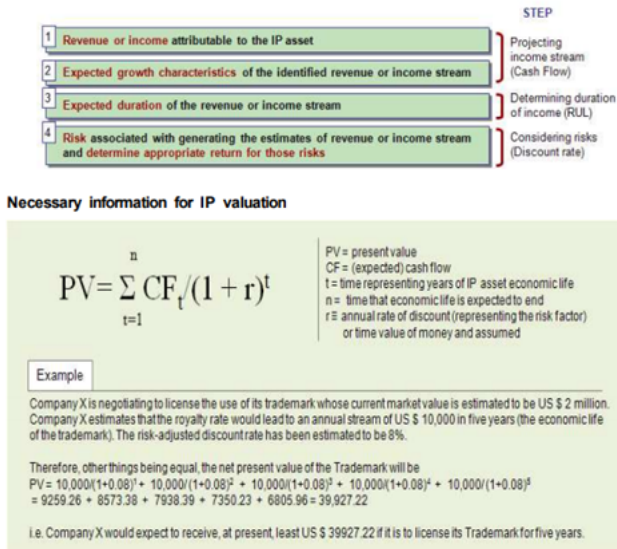 STEP
1 Revenue or income attributable to the IP asset
2 Expected growth characteristics of the identified revenue or income stream
Projecting
income stream
(Cash Flow)
3 Expected duration of the revenue or income stream
Determining duration
of income (RUL)
4 Risk associated with generating the estimates of revenue or income stream
and determine appropriate return for those risks
Considering risks
(Discount rate)
Necessary information for IP valuation
n
PV= Σ CFt/(1 + r)^t
t=1
PV = present value
CF = (expected) cash flow
t = time representing years of IP asset economic life
n = time that economic life is expected to end
r ≡ annual rate of discount (representing the risk factor)
or time value of money and assumed
Example
Company X is negotiating to license the use of its trademark whose current market value is estimated to be US $ 2 million.
Company X estimates that the royalty rate would lead to an annual stream of US $ 10,000 in five years (the economic life
of the trademark). The risk-adjusted discount rate has been estimated to be 8%.
Therefore, other things being equal, the net present value of the Trademark will be
PV = 10,000/(1+0.08)¹ + 10,000/(1+0.08)² + 10,000/(1+0.08)³ + 10,000/(1+0.08)⁴ + 10,000/(1+0.08)⁵
= 9259.26 + 8573.38 + 7938.39 + 7350.23 + 6805.96 = 39,927.22
i.e. Company X would expect to receive, at present, least US $ 39927.22 if it is to license its Trademark for five years.